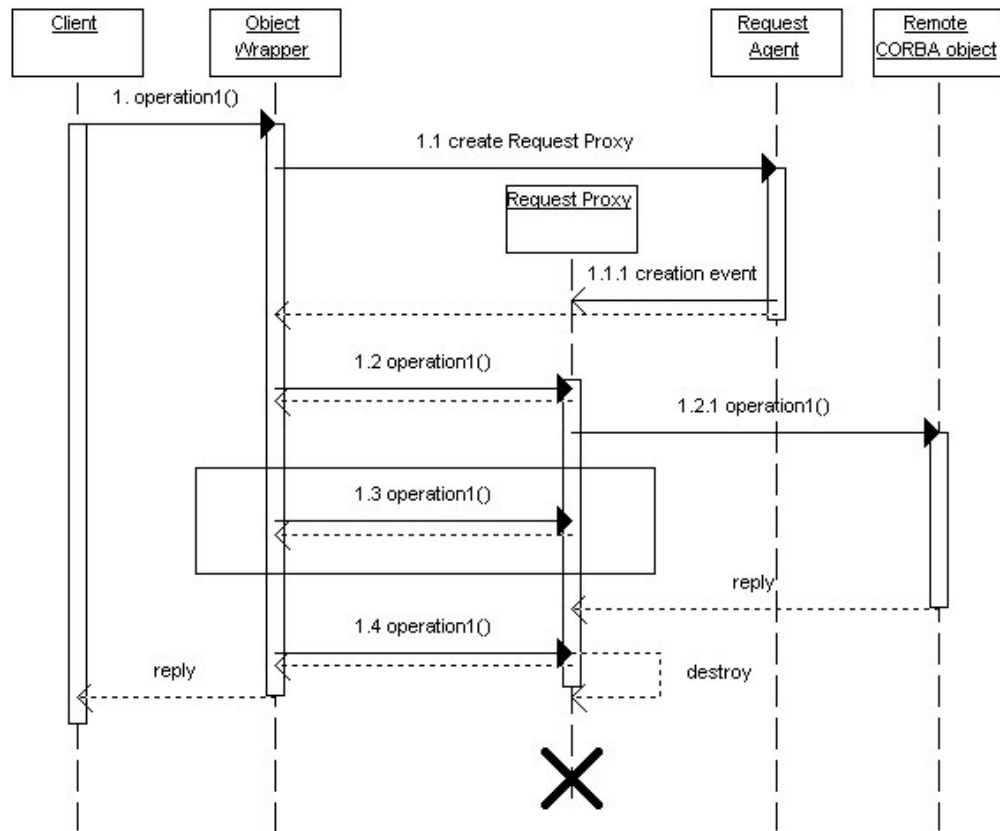 Client
Object
Wrapper
Request
Agent
Remote
CORBA object
1. operation1()
1.1 create Request Proxy
Request Proxy
1.1.1 creation event
1.2 operation1()
1.2.1 operation1()
1.3 operation1()
reply
1.4 operation1()
reply
destroy